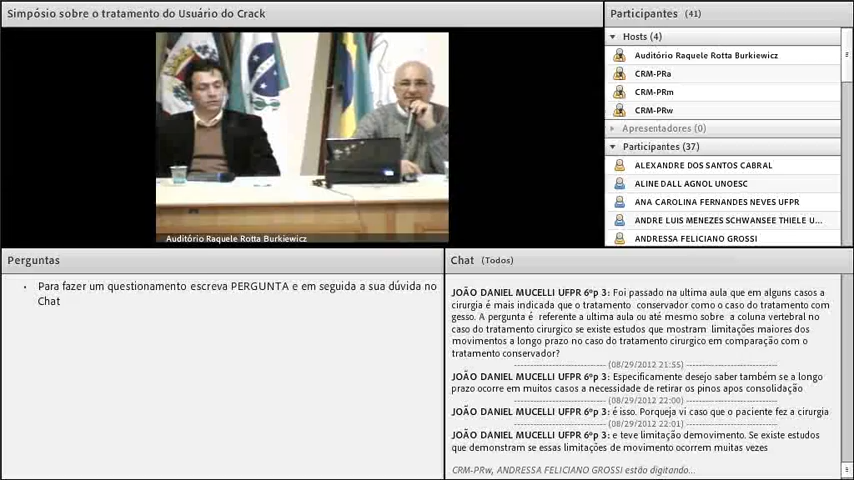 Simpósio sobre o tratamento do Usuário do Crack
Auditório Raquele Rotta Burkiewicz
Participantes (41)
Hosts (4)
Auditório Raquele Rotta Burkiewicz
CRM-PRa
CRM-PRm
CRM-PRw
Apresentadores (0)
Participantes (37)
ALEXANDRE DOS SANTOS CABRAL
ALINE DALL AGNOL UNOESC
ANA CAROLINA FERNANDES NEVES UFPR
ANDRE LUIS MENEZES SCHWANSEE THIELE U...
ANDRESSA FELICIANO GROSSI
Perguntas
Para fazer um questionamento escreva PERGUNTA e em seguida a sua dúvida no
Chat
Chat (Todos)
JOÃO DANIEL MUCELLI UFPR 6ºp 3: Foi passado na ultima aula que em alguns casos a
cirurgia é mais indicada que o tratamento conservador como o caso do tratamento com
gesso. A pergunta é referente a ultima aula ou até mesmo sobre a coluna vertebral no
caso do tratamento cirurgico se existe estudos que mostram limitações maiores dos
movimentos a longo prazo no caso do tratamento cirurgico em comparação com o
tratamento conservador?
(08/29/2012 21:55)
JOÃO DANIEL MUCELLI UFPR 6ºp 3: Especificamente desejo saber também se a longo
prazo ocorre em muitos casos a necessidade de retirar os pinos apos consolidação
(08/29/2012 22:00)
JOÃO DANIEL MUCELLI UFPR 6ºp 3: é isso. Porqueja vi caso que o paciente fez a cirurgia
(08/29/2012 22:01)
JOÃO DANIEL MUCELLI UFPR 6ºp 3: e teve limitação demovimento. Se existe estudos
que demonstram se essas limitações de movimento ocorrem muitas vezes
CRM-PRw, ANDRESSA FELICIANO GROSSI estão digitando...